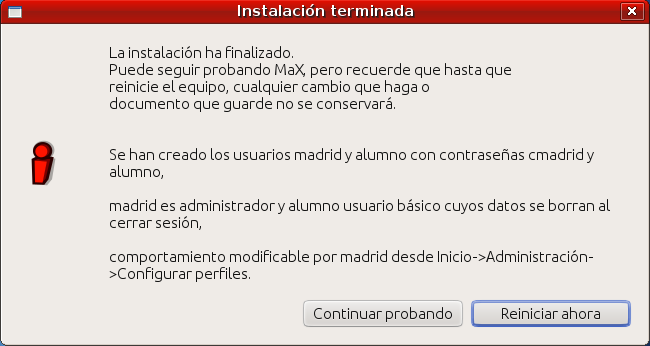 Instalación terminada
La instalación ha finalizado.
Puede seguir probando MaX, pero recuerde que hasta que
reinicie el equipo, cualquier cambio que haga o
documento que guarde no se conservará.
Se han creado los usuarios madrid y alumno con contraseñas cmadrid y
alumno,
madrid es administrador y alumno usuario básico cuyos datos se borran al
cerrar sesión,
comportamiento modificable por madrid desde Inicio->Administración-
>Configurar perfiles.
Continuar probando
Reiniciar ahora